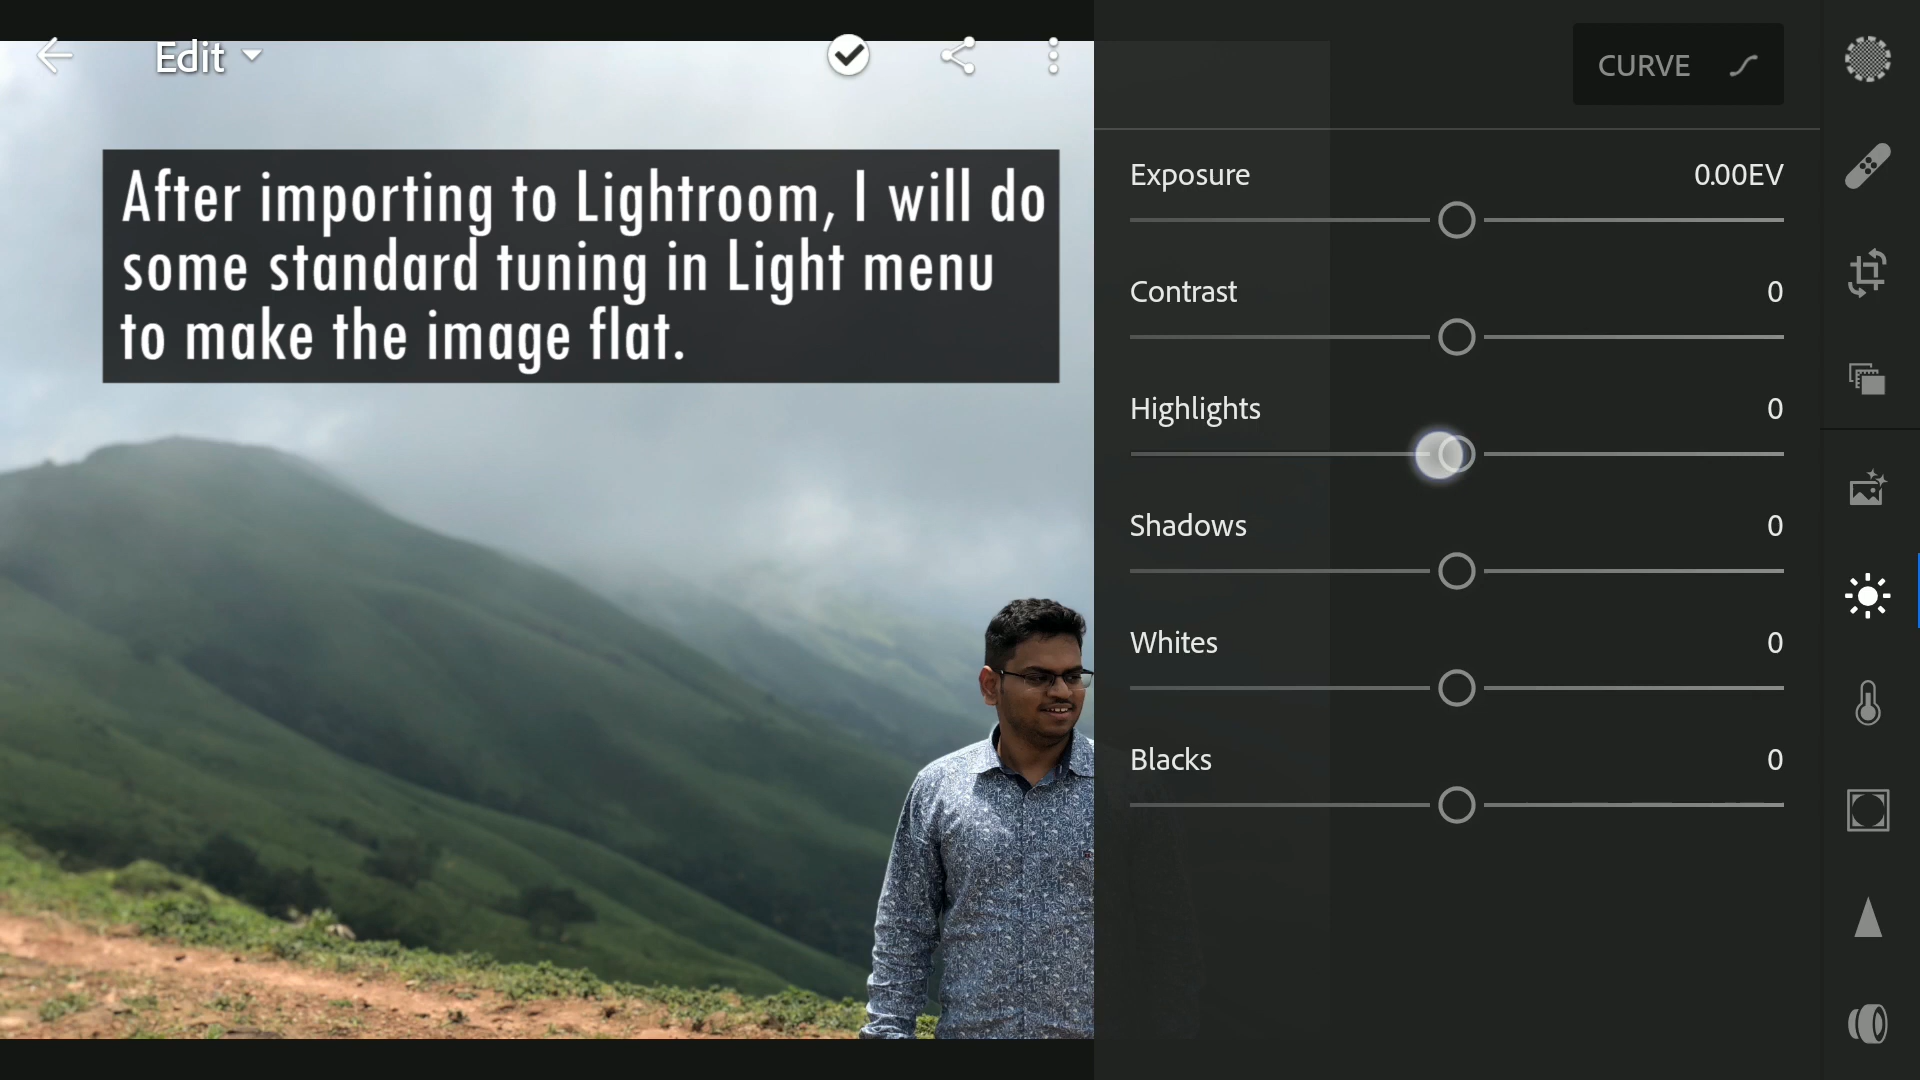 Edit
After importing to Lightroom, I will do
some standard tuning in Light menu
to make the image flat.
CURVE
Exposure 0.00EV
Contrast 0
Highlights 0
Shadows 0
Whites 0
Blacks 0